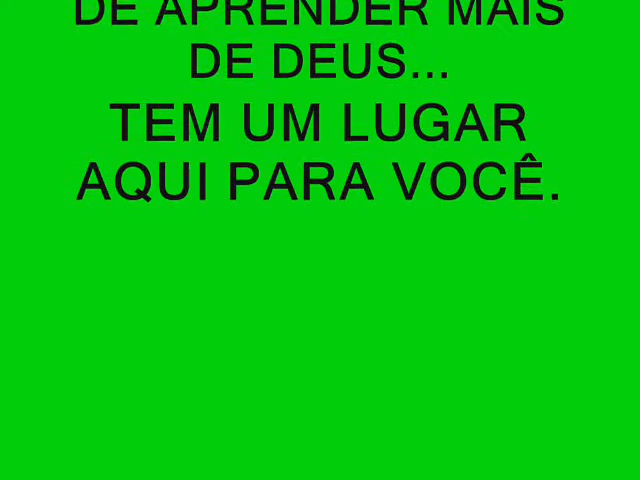 DE APRENDER MAIS
DE DEUS...
TEM UM LUGAR
AQUI PARA VOCÊ.